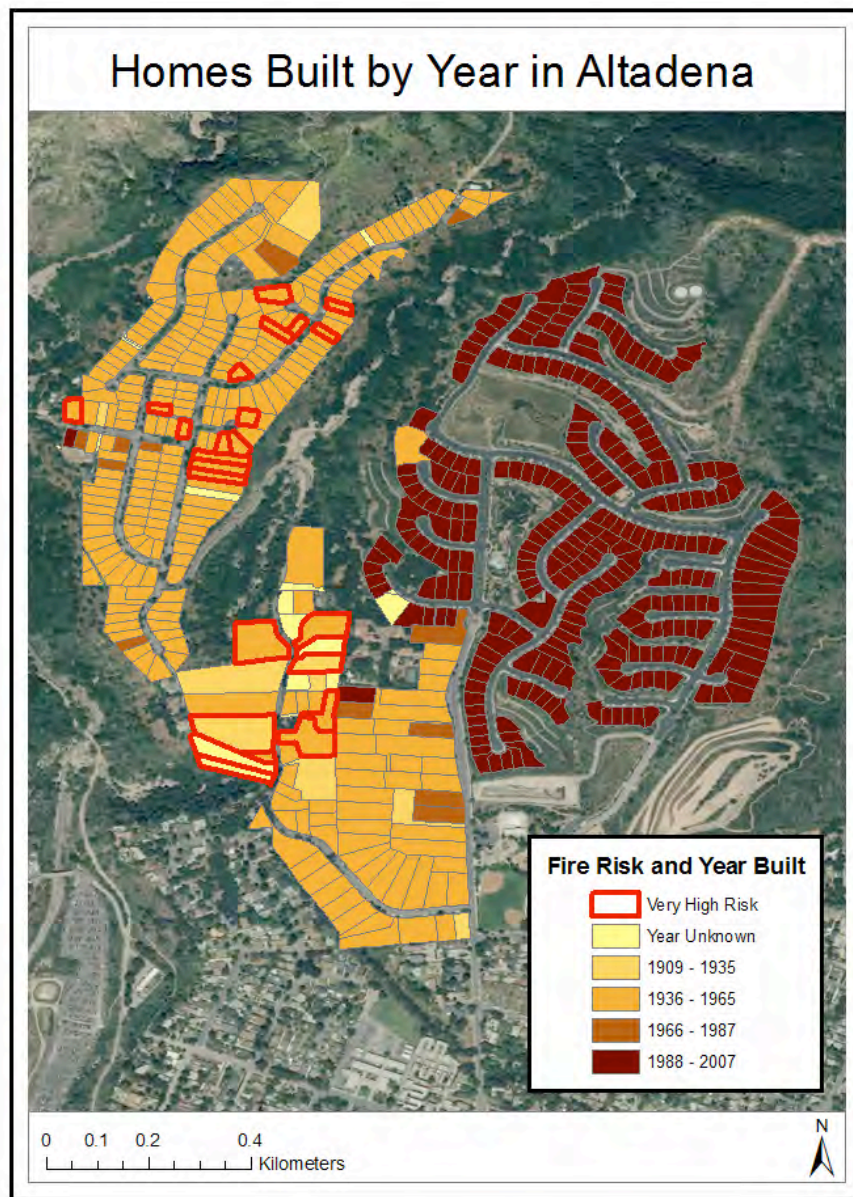 Homes Built by Year in Altadena
Fire Risk and Year Built
Very High Risk
Year Unknown
1909 - 1935
1936 - 1965
1966 - 1987
1988 - 2007
0 0.1 0.2 0.4
Kilometers
N